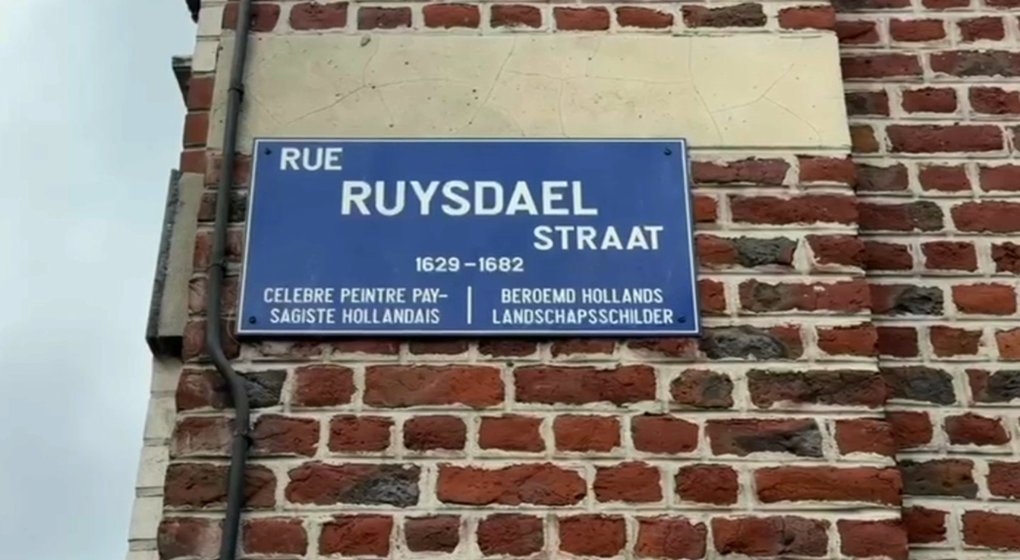 RUE
RUYSDAEL
STRAAT
1629-1682
CELEBRE PEINTRE PAY-
SAGISTE HOLLANDAIS
BEROEMD HOLLANDS
LANDSCHAPSSCHILDER